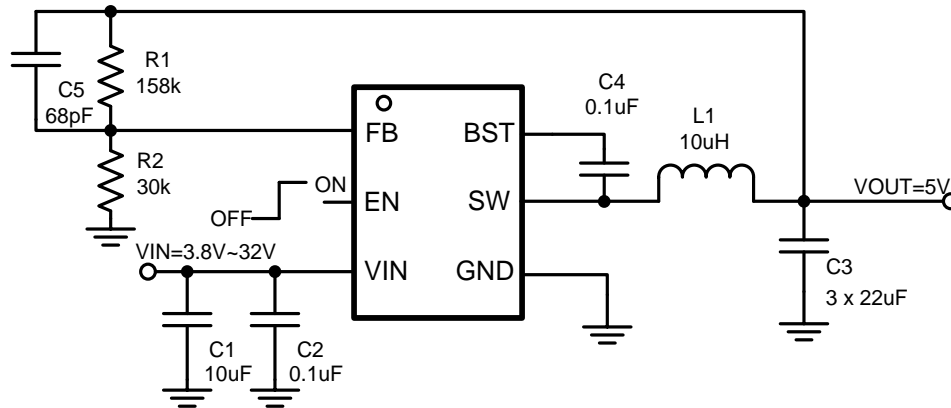 R1
158k
C5
68pF
R2
30k
C4
0.1uF
L1
10uH
FB
BST
ON
EN
OFF
SW
VOUT=5V
VIN=3.8V~32V
VIN
GND
C3
3 x 22uF
C1
10uF
C2
0.1uF